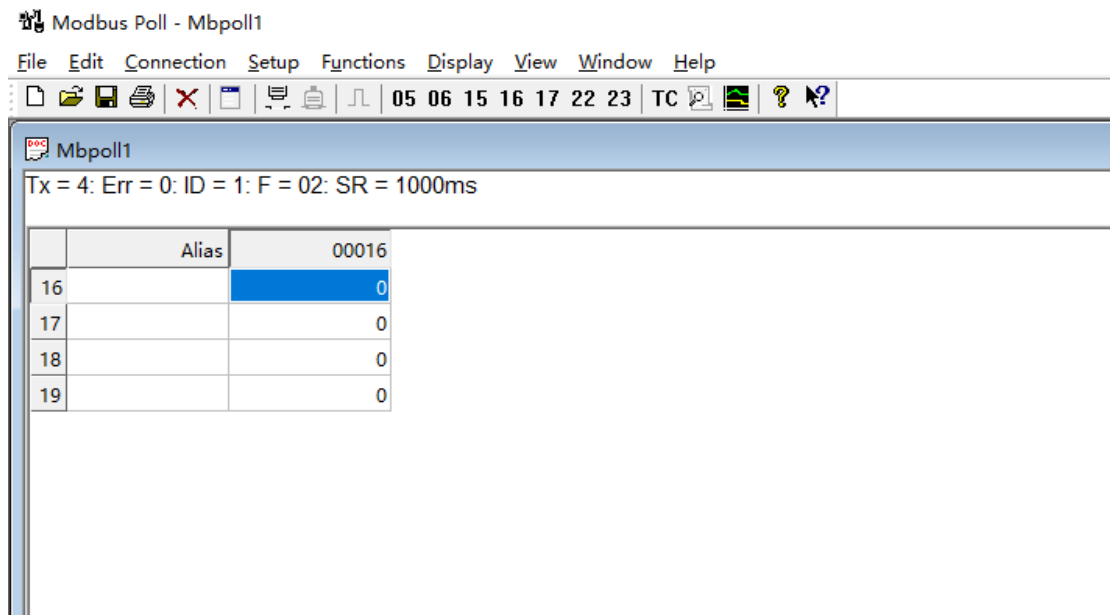 Modbus Poll - Mbpoll1
File Edit Connection Setup Functions Display View Window Help
05 06 15 16 17 22 23 TC ?
Mbpoll1
Tx = 4: Err = 0: ID = 1: F = 02: SR = 1000ms
Alias 00016
16 0
17 0
18 0
19 0